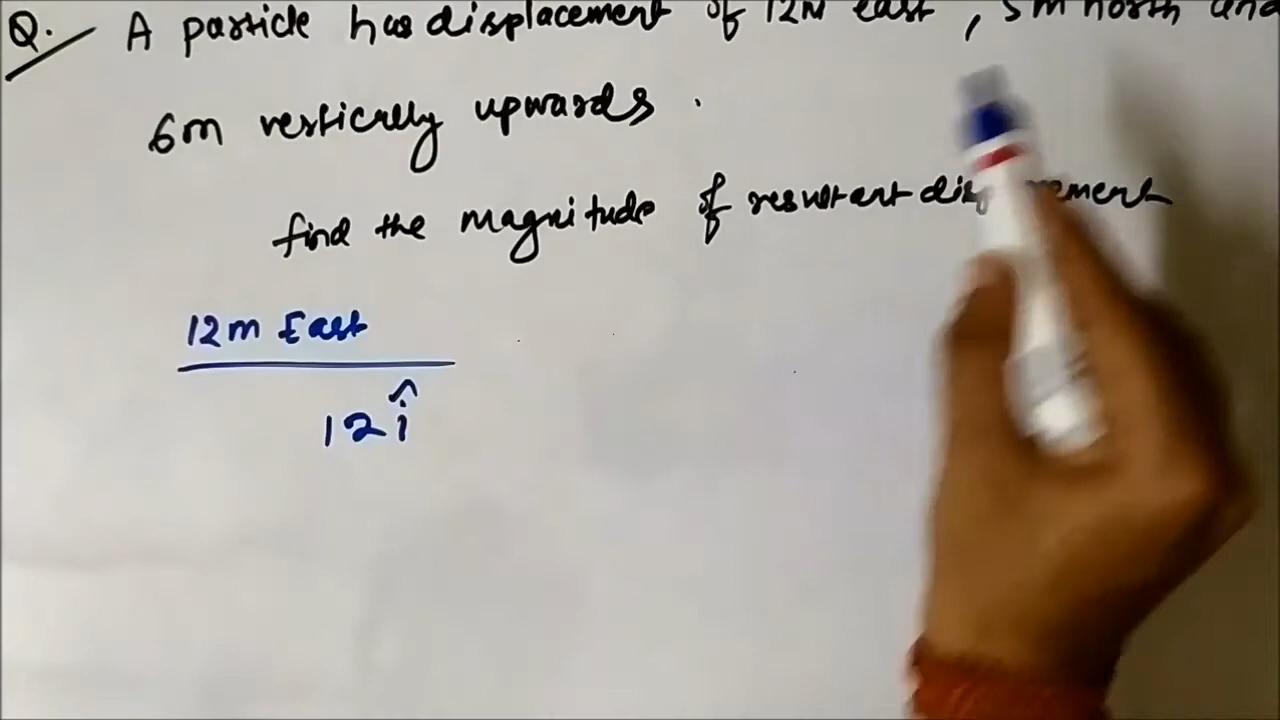 Q. A particle has displacement of 12m east, 5m north and
6m vertically upwards.
find the magnitude of resultant
12m East
12î